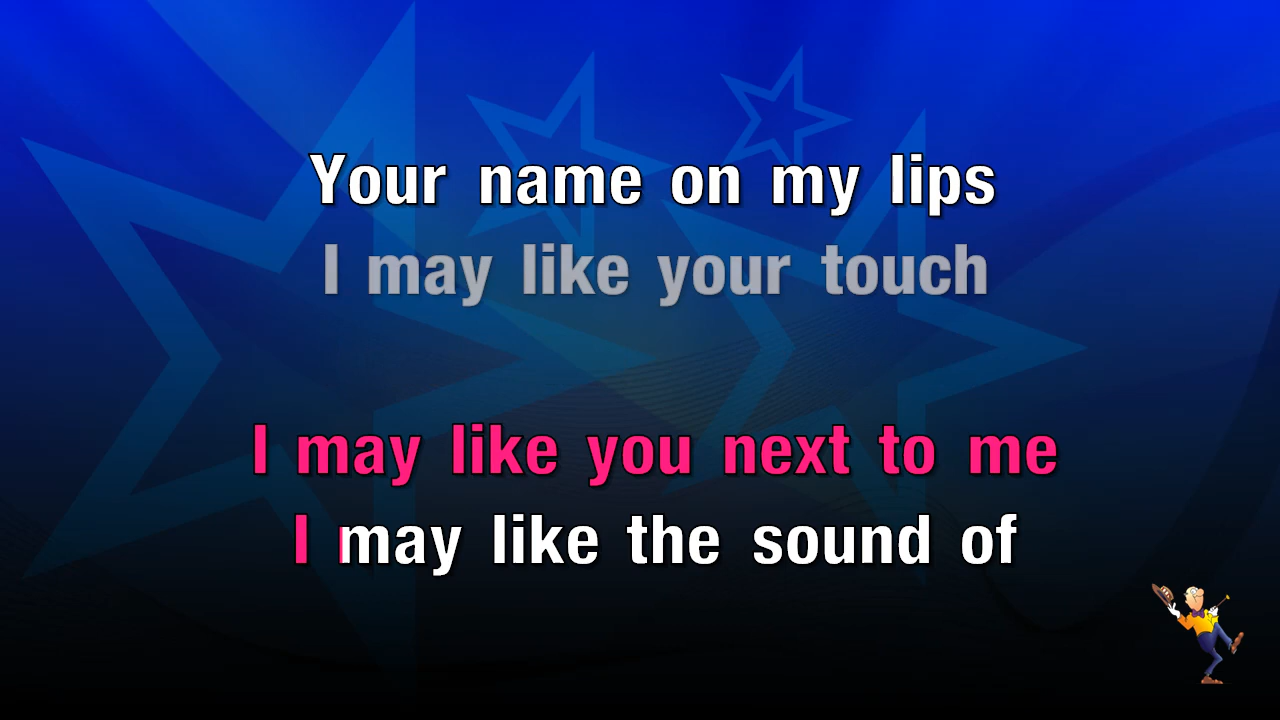 Your name on my lips
I may like your touch
I may like you next to me
I may like the sound of